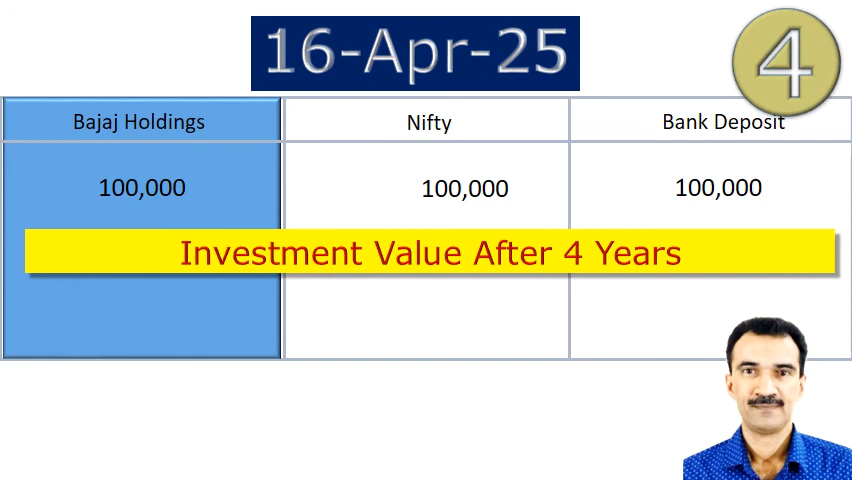 16-Apr-25
4
Bajaj Holdings
Nifty
Bank Deposit
100,000
100,000
100,000
Investment Value After 4 Years